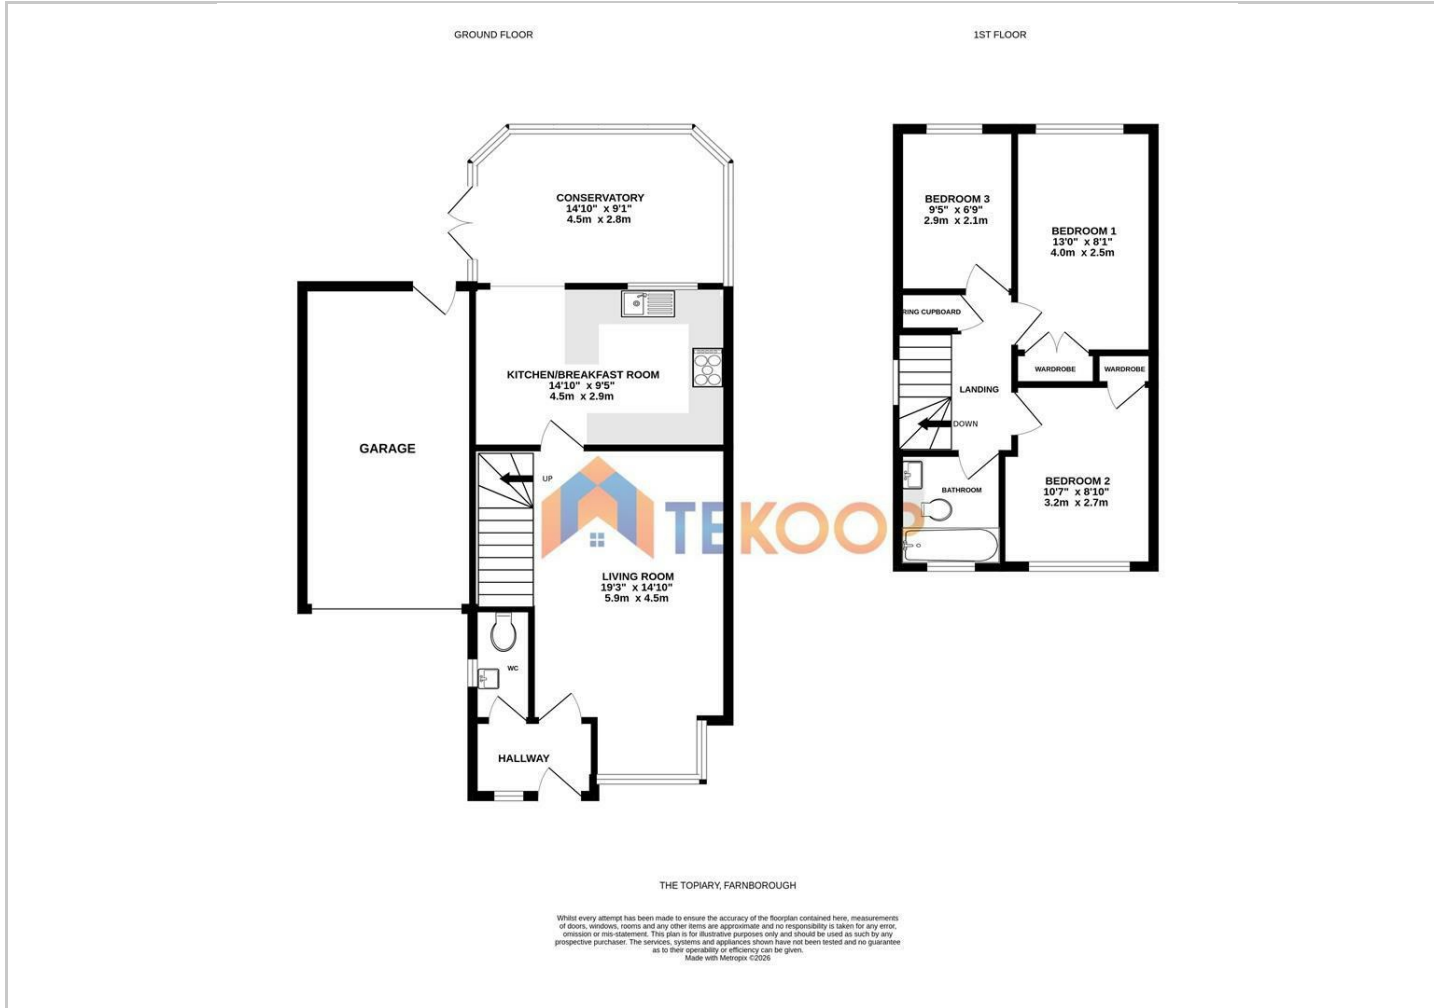 GROUND FLOOR
1ST FLOOR
CONSERVATORY
14'10" x 9'1"
4.5m x 2.8m
KITCHEN/BREAKFAST ROOM
14'10" x 9'5"
4.5m x 2.9m
GARAGE
UP
LIVING ROOM
19'3" x 14'10"
5.9m x 4.5m
WC
HALLWAY
BEDROOM 3
9'5" x 6'9"
2.9m x 2.1m
BEDROOM 1
13'0" x 8'1"
4.0m x 2.5m
RING CUPBOARD
WARDROBE
WARDROBE
LANDING
DOWN
BATHROOM
BEDROOM 2
10'7" x 8'10"
3.2m x 2.7m
TEKOOP
THE TOPIARY, FARNBOROUGH
Whilst every attempt has been made to ensure the accuracy of the floorplan contained here, measurements
of doors, windows, rooms and any other items are approximate and no responsibility is taken for any error,
omission or mis-statement. This plan is for illustrative purposes only and should be used as such by any
prospective purchaser. The services, systems and appliances shown have not been tested and no guarantee
as to their operability or efficiency can be given.
Made with Metropix ©2026